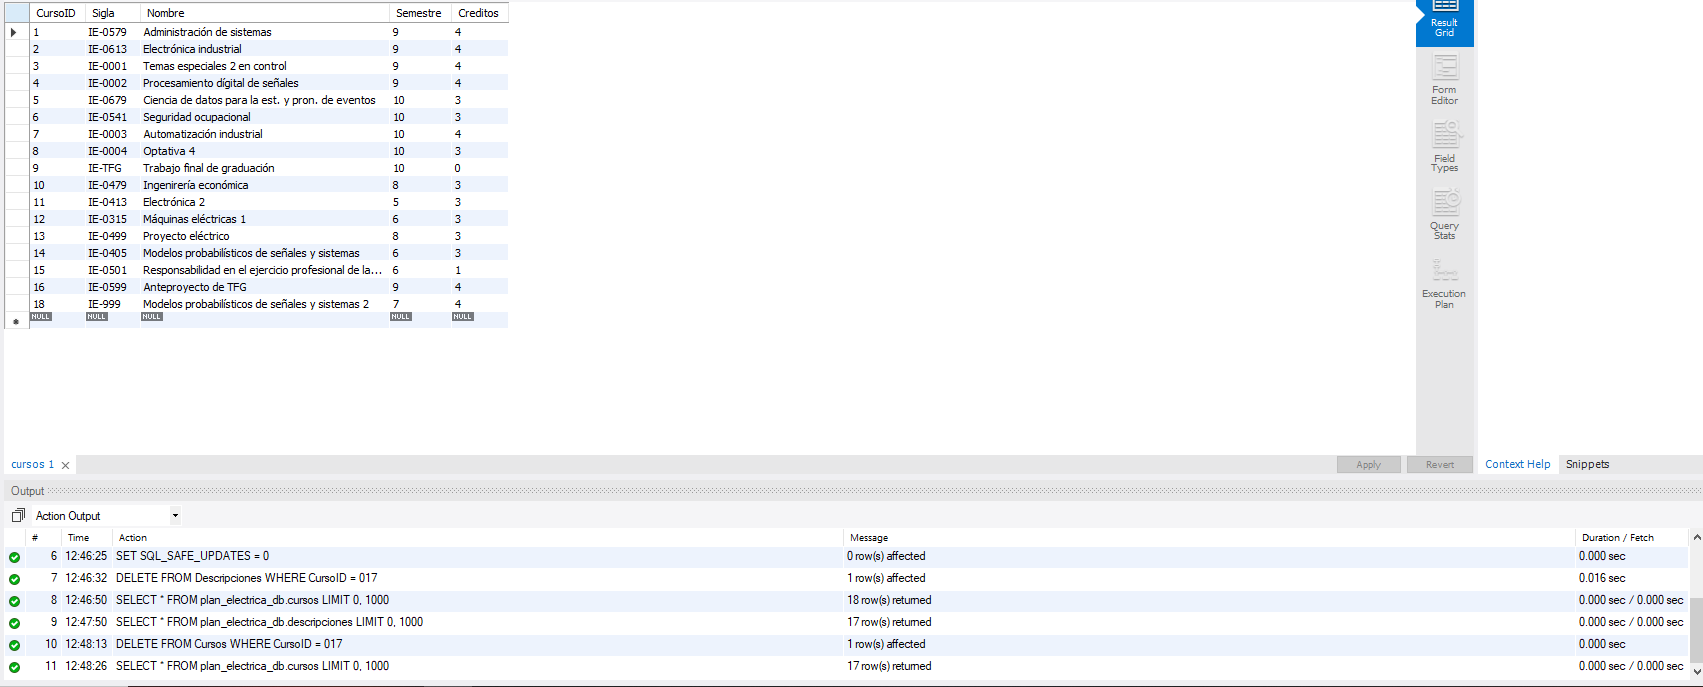 CursoID Sigla Nombre Semestre Creditos
1 IE-0579 Administración de sistemas 9 4
2 IE-0613 Electrónica industrial 9 4
3 IE-0001 Temas especiales 2 en control 9 4
4 IE-0002 Procesamiento dígital de señales 9 4
5 IE-0679 Ciencia de datos para la est. y pron. de eventos 10 3
6 IE-0541 Seguridad ocupacional 10 3
7 IE-0003 Automatización industrial 10 4
8 IE-0004 Optativa 4 10 3
9 IE-TFG Trabajo final de graduación 10 0
10 IE-0479 Ingenirería económica 8 3
11 IE-0413 Electrónica 2 5 3
12 IE-0315 Máquinas eléctricas 1 6 3
13 IE-0499 Proyecto eléctrico 8 3
14 IE-0405 Modelos probabilísticos de señales y sistemas 6 3
15 IE-0501 Responsabilidad en el ejercicio profesional de la... 6 1
16 IE-0599 Anteproyecto de TFG 9 4
18 IE-999 Modelos probabilísticos de señales y sistemas 2 7 4
NULL NULL NULL NULL NULL
Result
Grid
Form
Editor
Field
Types
Query
Stats
Execution
Plan
cursos 1
Apply Revert
Context Help Snippets
Output
Action Output
# Time Action Message Duration / Fetch
6 12:46:25 SET SQL_SAFE_UPDATES = 0 0 row(s) affected 0.000 sec
7 12:46:32 DELETE FROM Descripciones WHERE CursoID = 017 1 row(s) affected 0.016 sec
8 12:46:50 SELECT * FROM plan_electrica_db.cursos LIMIT 0, 1000 18 row(s) returned 0.000 sec / 0.000 sec
9 12:47:50 SELECT * FROM plan_electrica_db.descripciones LIMIT 0, 1000 17 row(s) returned 0.000 sec / 0.000 sec
10 12:48:13 DELETE FROM Cursos WHERE CursoID = 017 1 row(s) affected 0.000 sec
11 12:48:26 SELECT * FROM plan_electrica_db.cursos LIMIT 0, 1000 17 row(s) returned 0.000 sec / 0.000 sec